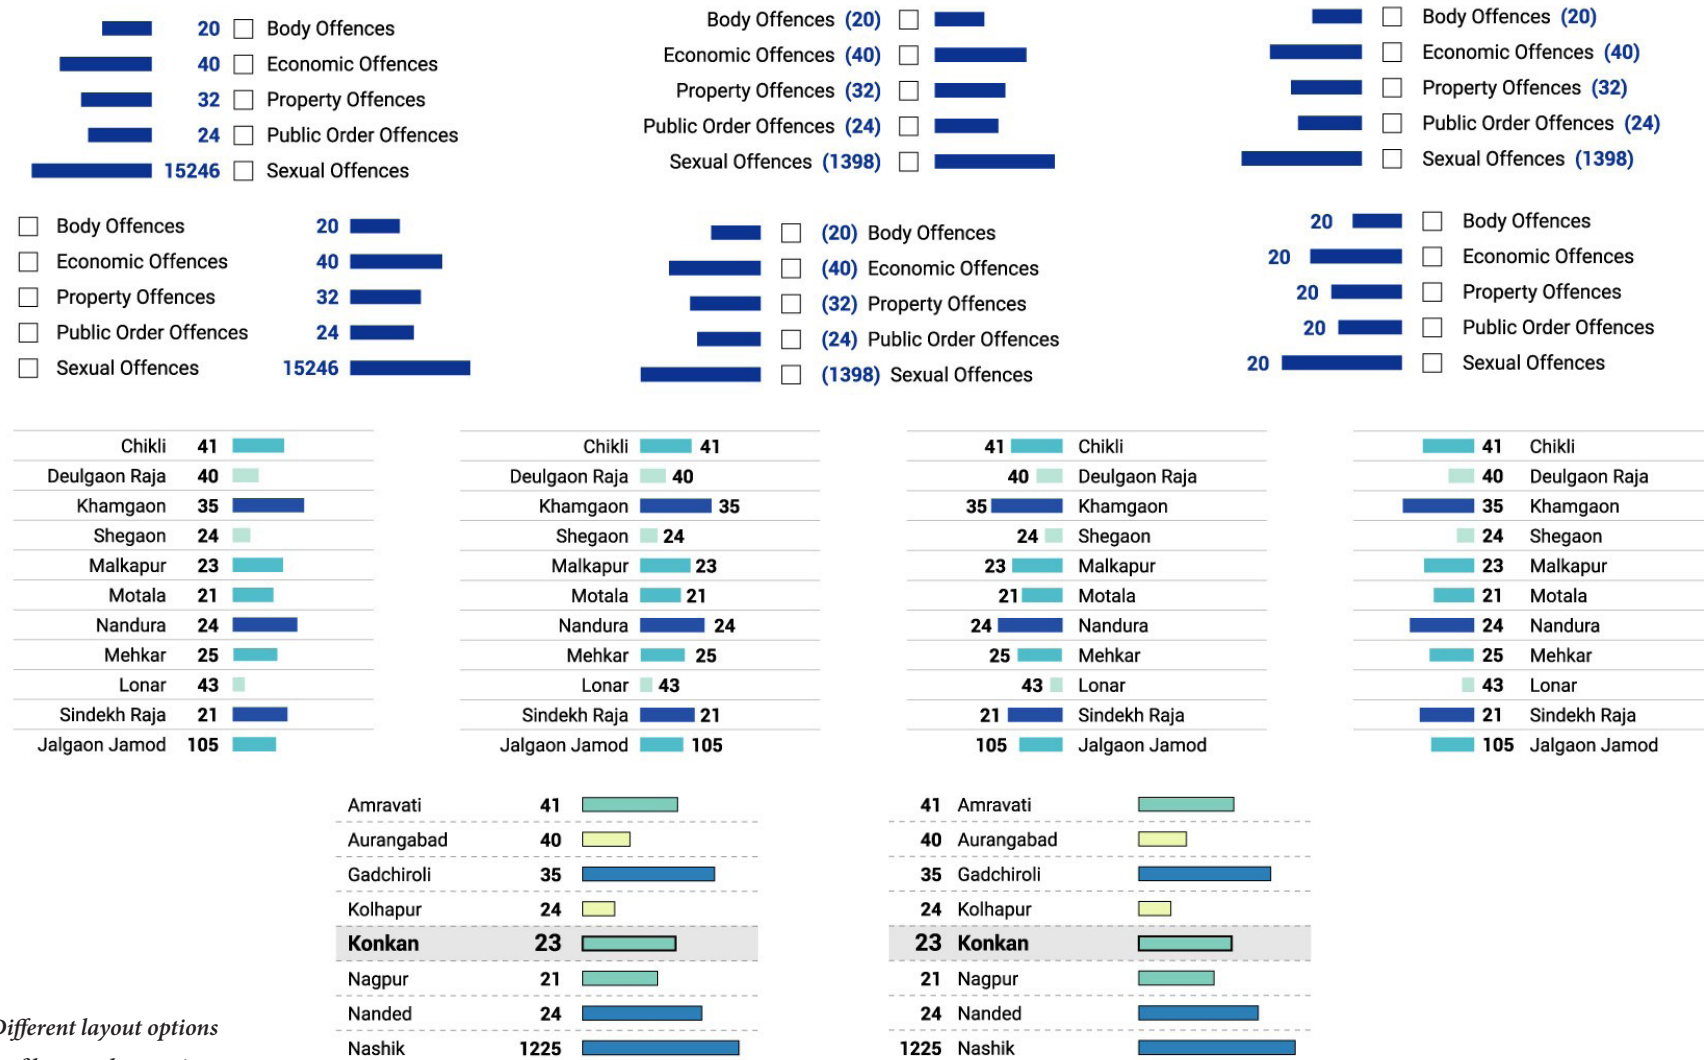 20 Body Offences
40 Economic Offences
32 Property Offences
24 Public Order Offences
15246 Sexual Offences
Body Offences (20)
Economic Offences (40)
Property Offences (32)
Public Order Offences (24)
Sexual Offences (1398)
Body Offences (20)
Economic Offences (40)
Property Offences (32)
Public Order Offences (24)
Sexual Offences (1398)
Body Offences 20
Economic Offences 40
Property Offences 32
Public Order Offences 24
Sexual Offences 15246
(20) Body Offences
(40) Economic Offences
(32) Property Offences
(24) Public Order Offences
(1398) Sexual Offences
20 Body Offences
20 Economic Offences
20 Property Offences
20 Public Order Offences
20 Sexual Offences
Chikli 41
Deulgaon Raja 40
Khamgaon 35
Shegaon 24
Malkapur 23
Motala 21
Nandura 24
Mehkar 25
Lonar 43
Sindekh Raja 21
Jalgaon Jamod 105
Chikli 41
Deulgaon Raja 40
Khamgaon 35
Shegaon 24
Malkapur 23
Motala 21
Nandura 24
Mehkar 25
Lonar 43
Sindekh Raja 21
Jalgaon Jamod 105
41 Chikli
40 Deulgaon Raja
35 Khamgaon
24 Shegaon
23 Malkapur
21 Motala
24 Nandura
25 Mehkar
43 Lonar
21 Sindekh Raja
105 Jalgaon Jamod
41 Chikli
40 Deulgaon Raja
35 Khamgaon
24 Shegaon
23 Malkapur
21 Motala
24 Nandura
25 Mehkar
43 Lonar
21 Sindekh Raja
105 Jalgaon Jamod
Amravati 41
Aurangabad 40
Gadchiroli 35
Kolhapur 24
Konkan 23
Nagpur 21
Nanded 24
Nashik 1225
41 Amravati
40 Aurangabad
35 Gadchiroli
24 Kolhapur
23 Konkan
21 Nagpur
24 Nanded
1225 Nashik
Different layout options